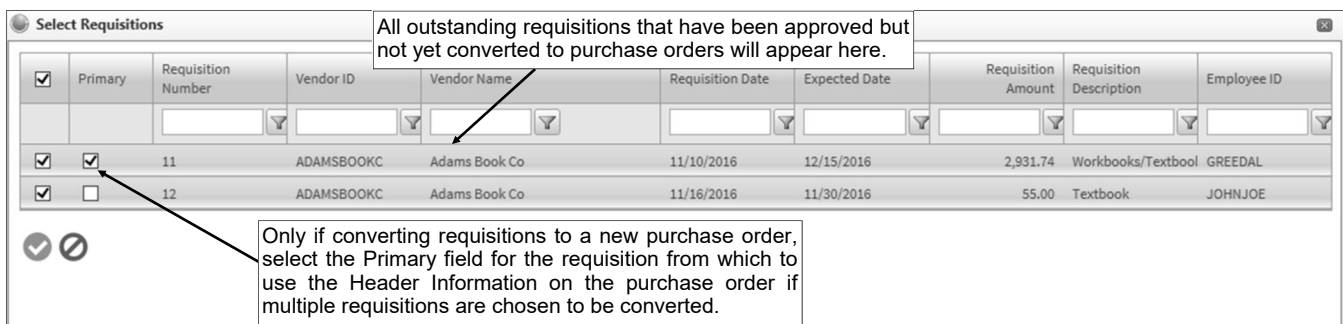 Select Requisitions
All outstanding requisitions that have been approved but
not yet converted to purchase orders will appear here.
Primary Requisition Number Vendor ID Vendor Name Requisition Date Expected Date Requisition Amount Requisition Description Employee ID
11 ADAMSBOOKC Adams Book Co 11/10/2016 12/15/2016 2,931.74 Workbooks/Textbool GREEDAL
12 ADAMSBOOKC Adams Book Co 11/16/2016 11/30/2016 55.00 Textbook JOHNJOE
Only if converting requisitions to a new purchase order,
select the Primary field for the requisition from which to
use the Header Information on the purchase order if
multiple requisitions are chosen to be converted.